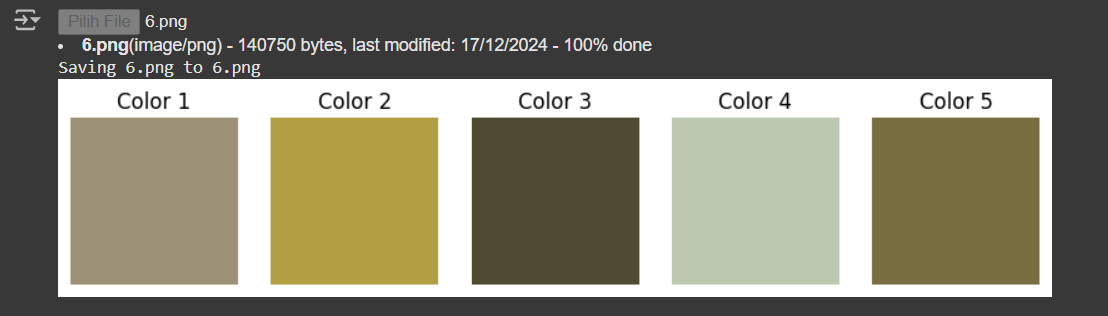 Pilih File 6.png
• 6.png(image/png) - 140750 bytes, last modified: 17/12/2024 - 100% done
Saving 6.png to 6.png
Color 1 Color 2 Color 3 Color 4 Color 5